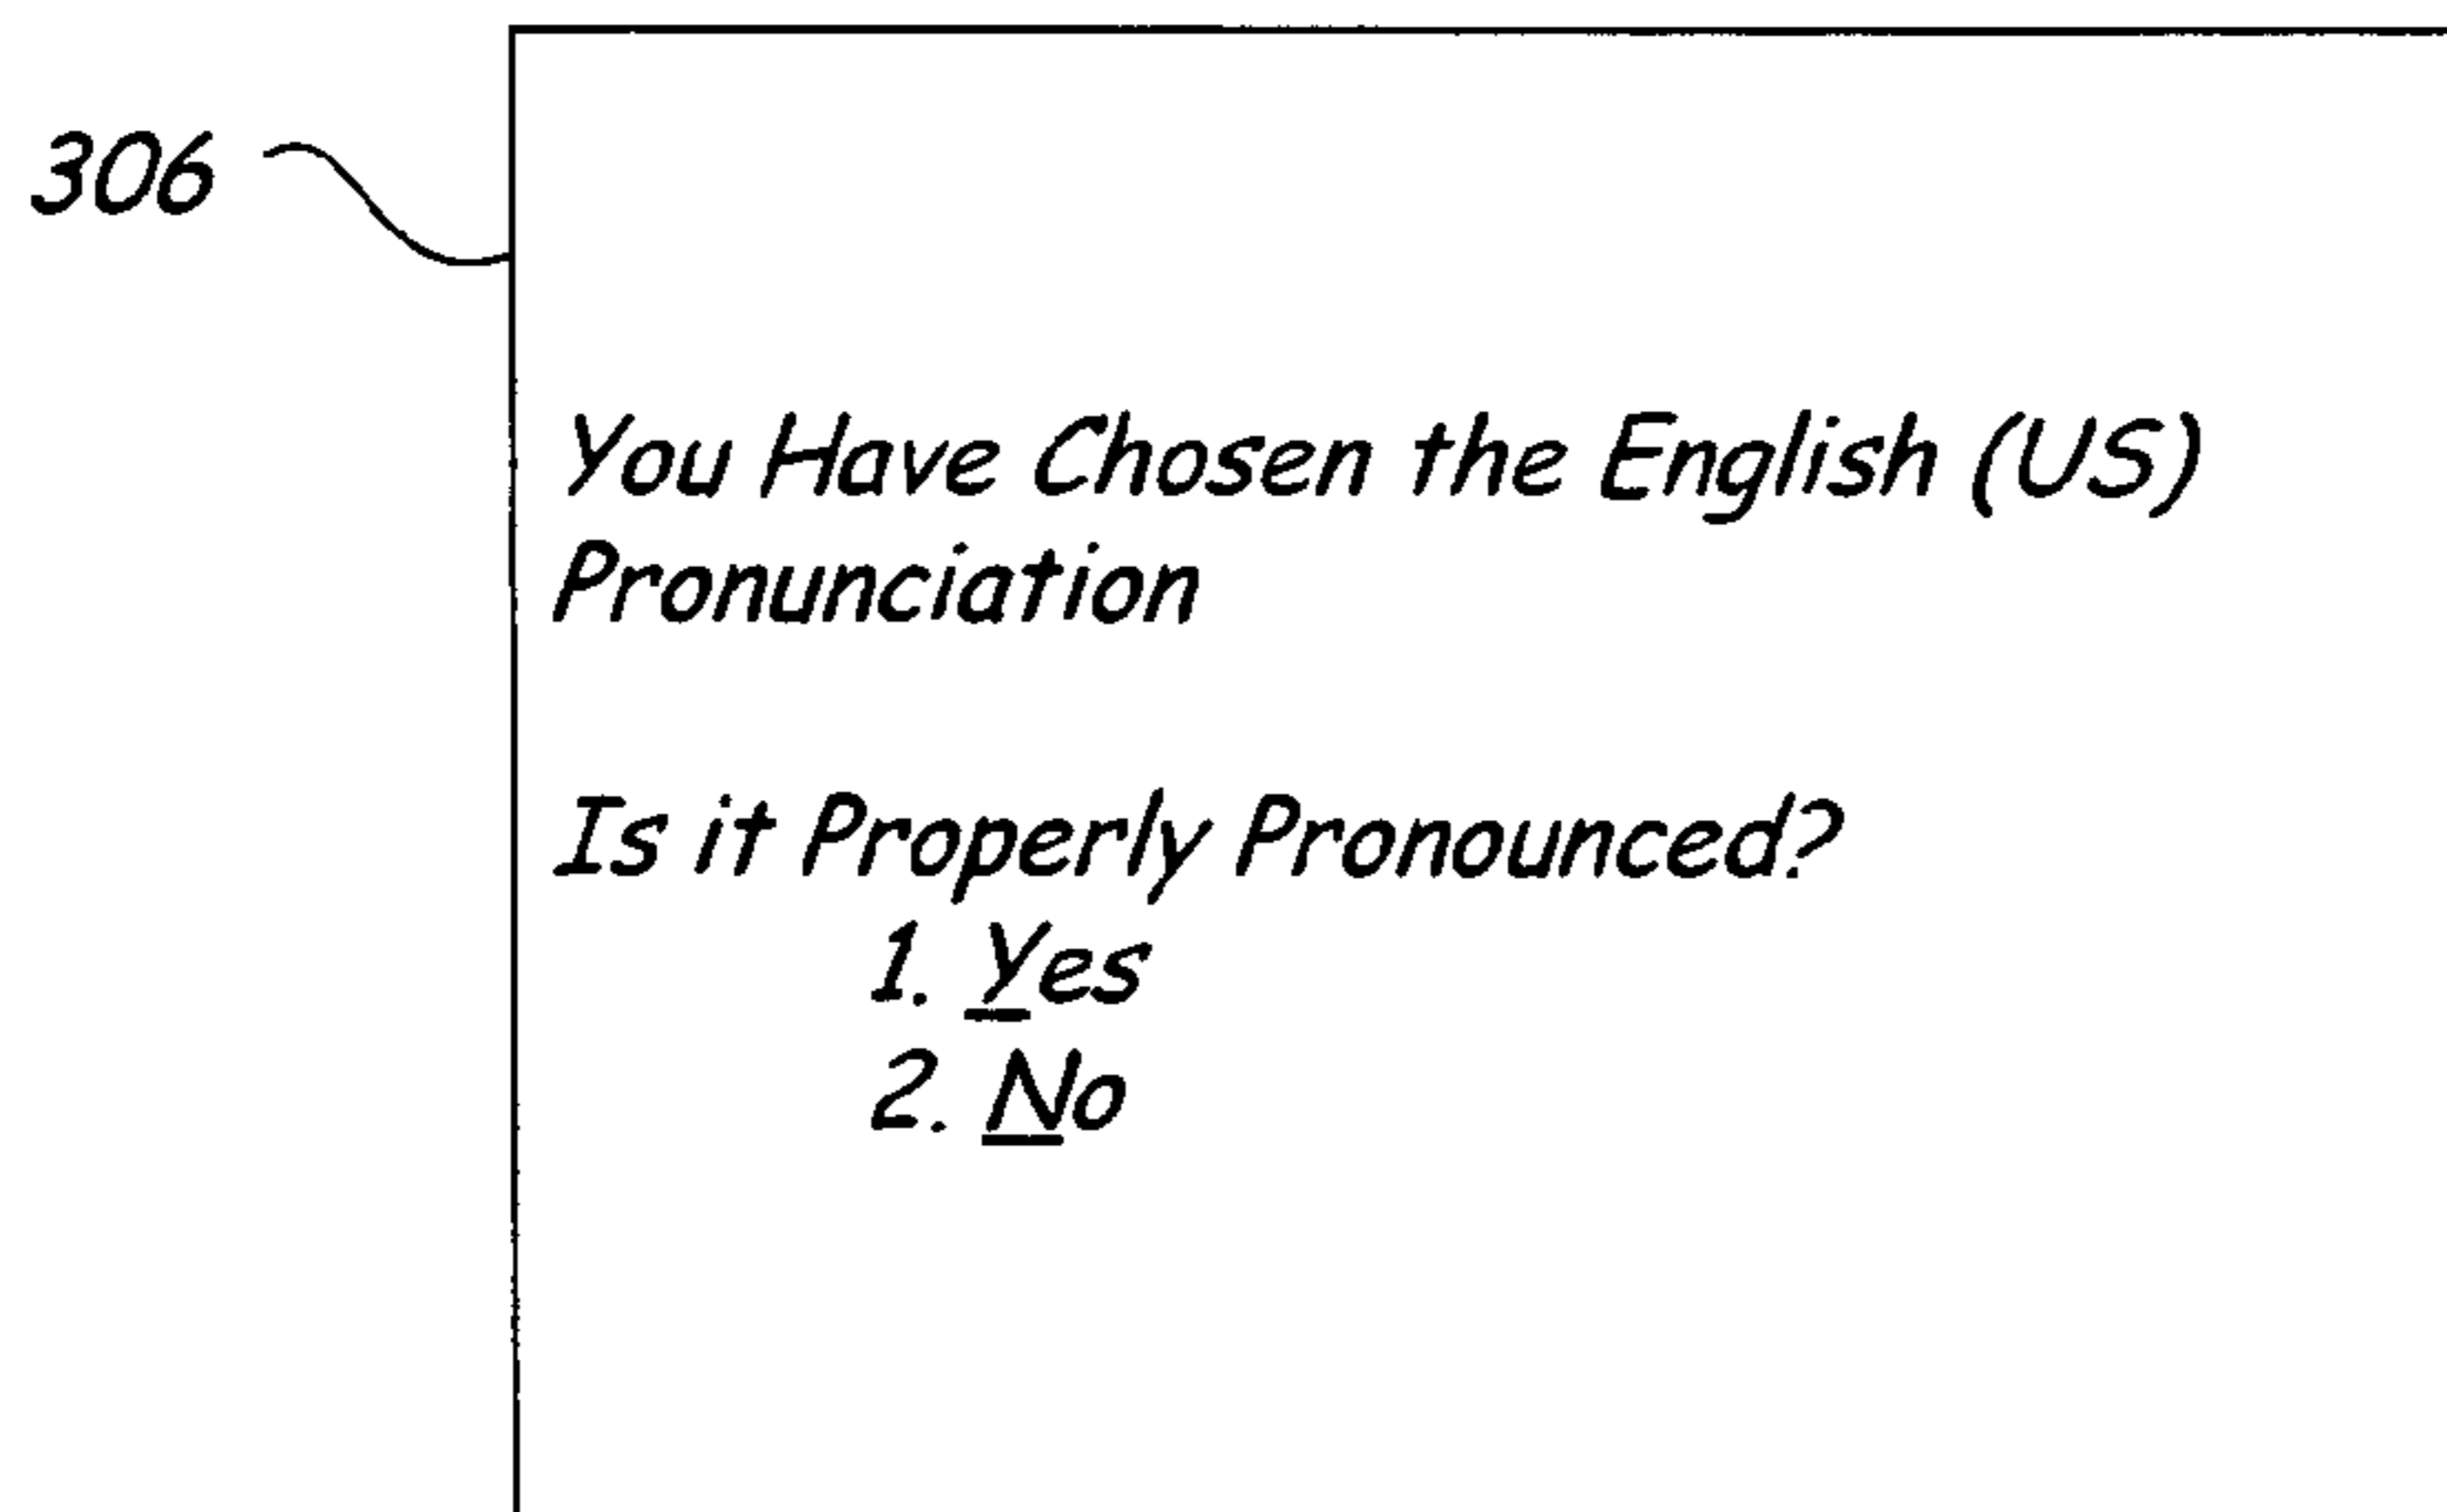 306
You Have Chosen the English (US)
Pronunciation
Is it Properly Pronounced?
1. Yes
2. No